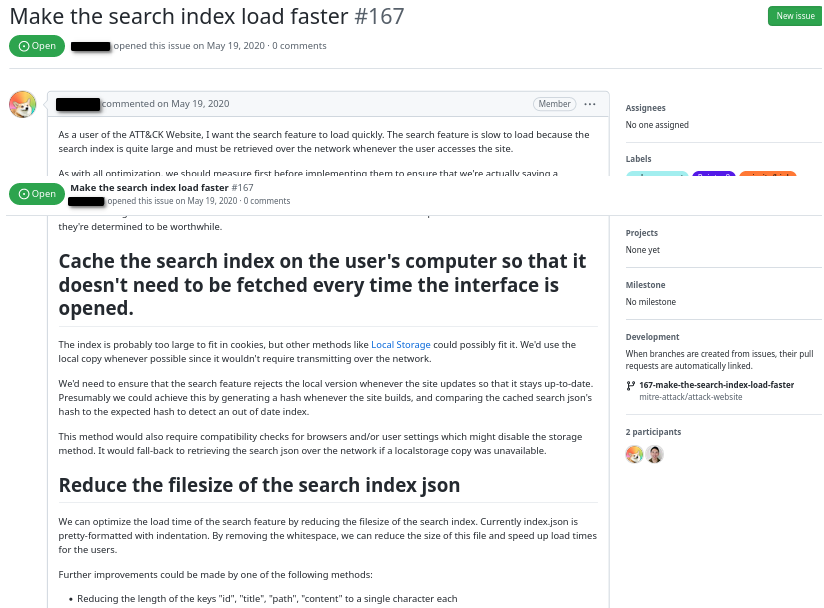 Make the search index load faster #167
New issue
Open
opened this issue on May 19, 2020 · 0 comments
commented on May 19, 2020
Member
As a user of the ATT&CK Website, I want the search feature to load quickly. The search feature is slow to load because the
search index is quite large and must be retrieved over the network whenever the user accesses the site.
As with all optimization, we should measure first before implementing them to ensure that we're actually saving a
Open
Make the search index load faster #167
opened this issue on May 19, 2020 · 0 comments
they're determined to be worthwhile.
Cache the search index on the user's computer so that it
doesn't need to be fetched every time the interface is
opened.
The index is probably too large to fit in cookies, but other methods like Local Storage could possibly fit it. We'd use the
local copy whenever possible since it wouldn't require transmitting over the network.
We'd need to ensure that the search feature rejects the local version whenever the site updates so that it stays up-to-date.
Presumably we could achieve this by generating a hash whenever the site builds, and comparing the cached search json's
hash to the expected hash to detect an out of date index.
This method would also require compatibility checks for browsers and/or user settings which might disable the storage
method. It would fall-back to retrieving the search json over the network if a localstorage copy was unavailable.
Reduce the filesize of the search index json
We can optimize the load time of the search feature by reducing the filesize of the search index. Currently index.json is
pretty-formatted with indentation. By removing the whitespace, we can reduce the size of this file and speed up load times
for the users.
Further improvements could be made by one of the following methods:
• Reducing the length of the keys "id", "title", "path", "content" to a single character each
Assignees
No one assigned
Labels
Projects
None yet
Milestone
No milestone
Development
When branches are created from issues, their pull
requests are automatically linked.
167-make-the-search-index-load-faster
mitre-attack/attack-website
2 participants